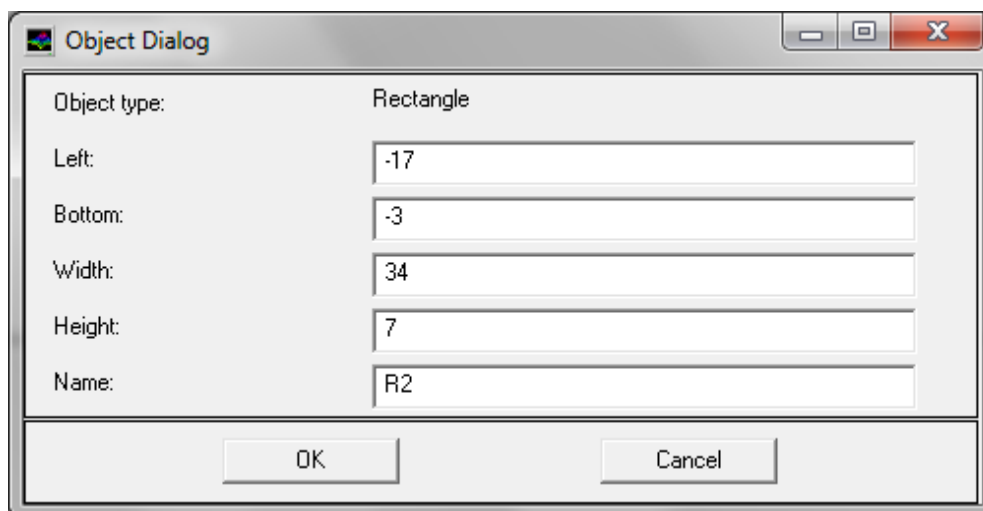 Object Dialog
Object type: Rectangle
Left: -17
Bottom: -3
Width: 34
Height: 7
Name: R2
OK Cancel